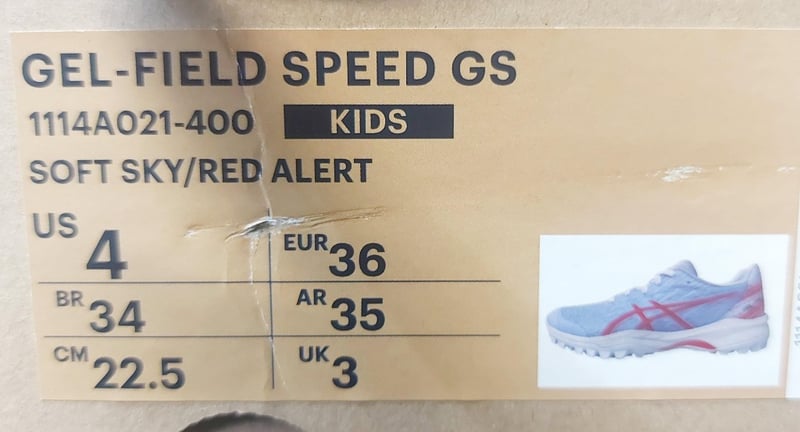 GEL-FIELD SPEED GS
1114A021-400 KIDS
SOFT SKY/RED ALERT
US 4 EUR 36
BR 34 AR 35
CM 22.5 UK 3